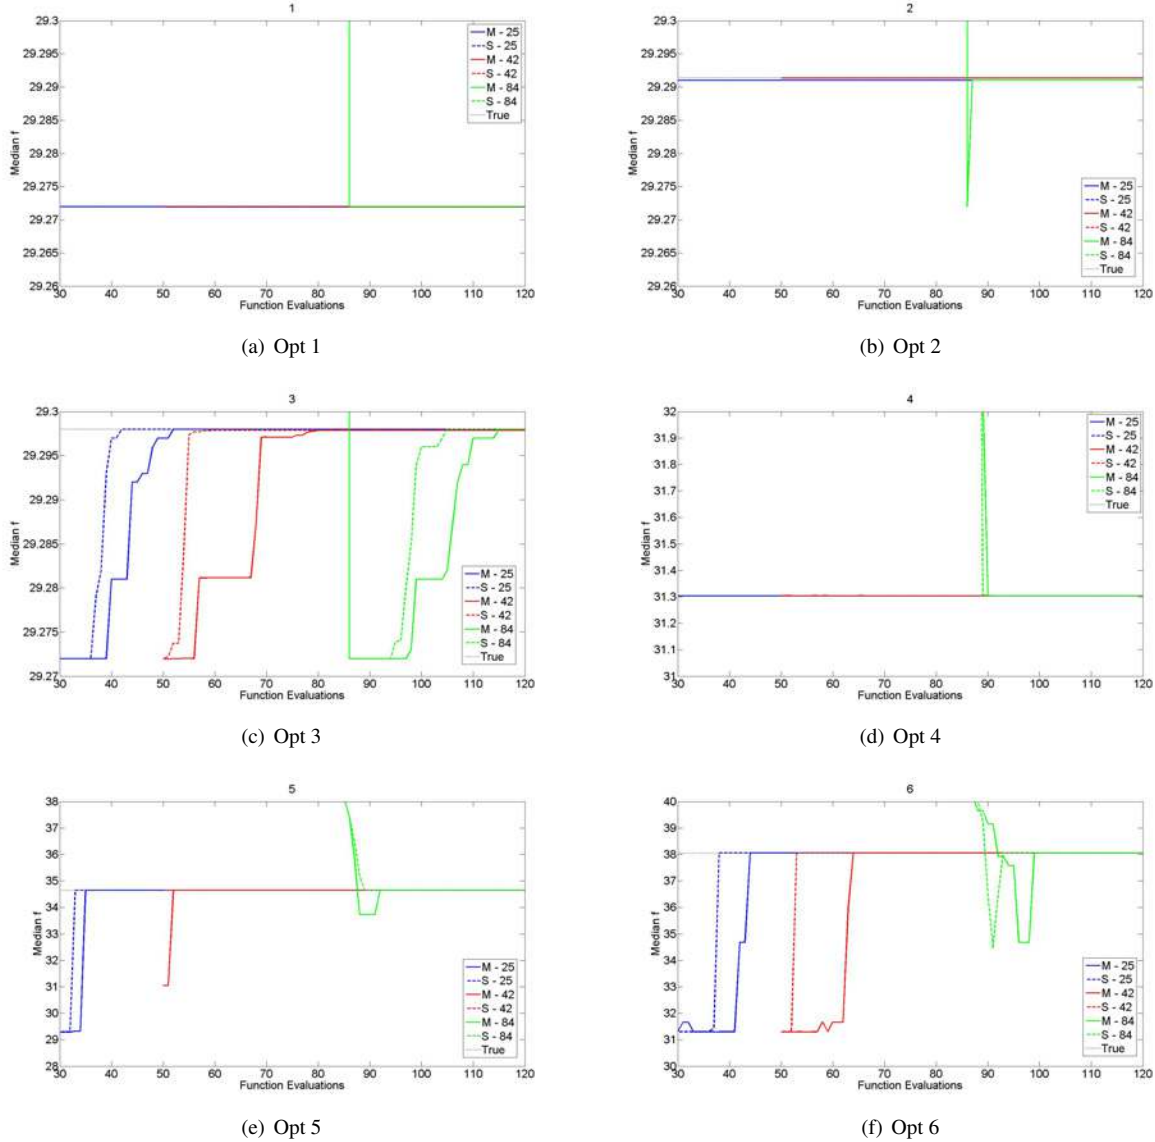 1
29.3
29.295
29.29
29.285
29.28
29.275
29.27
29.265
29.26
Median f
30 40 50 60 70 80 90 100 110 120
Function Evaluations
M - 25
S - 25
M - 42
S - 42
M - 84
S - 84
True
(a) Opt 1
2
29.3
29.295
29.29
29.285
29.28
29.275
29.27
29.265
29.26
Median f
30 40 50 60 70 80 90 100 110 120
Function Evaluations
M - 25
S - 25
M - 42
S - 42
M - 84
S - 84
True
(b) Opt 2
3
29.3
29.295
29.29
29.285
29.28
29.275
29.27
Median f
30 40 50 60 70 80 90 100 110 120
Function Evaluations
M - 25
S - 25
M - 42
S - 42
M - 84
S - 84
True
(c) Opt 3
4
32
31.9
31.8
31.7
31.6
31.5
31.4
31.3
31.2
31.1
31
Median f
30 40 50 60 70 80 90 100 110 120
Function Evaluations
M - 25
S - 25
M - 42
S - 42
M - 84
S - 84
True
(d) Opt 4
5
38
37
36
35
34
33
32
31
30
29
28
Median f
30 40 50 60 70 80 90 100 110 120
Function Evaluations
M - 25
S - 25
M - 42
S - 42
M - 84
S - 84
True
(e) Opt 5
6
40
39
38
37
36
35
34
33
32
31
30
Median f
30 40 50 60 70 80 90 100 110 120
Function Evaluations
M - 25
S - 25
M - 42
S - 42
M - 84
S - 84
True
(f) Opt 6